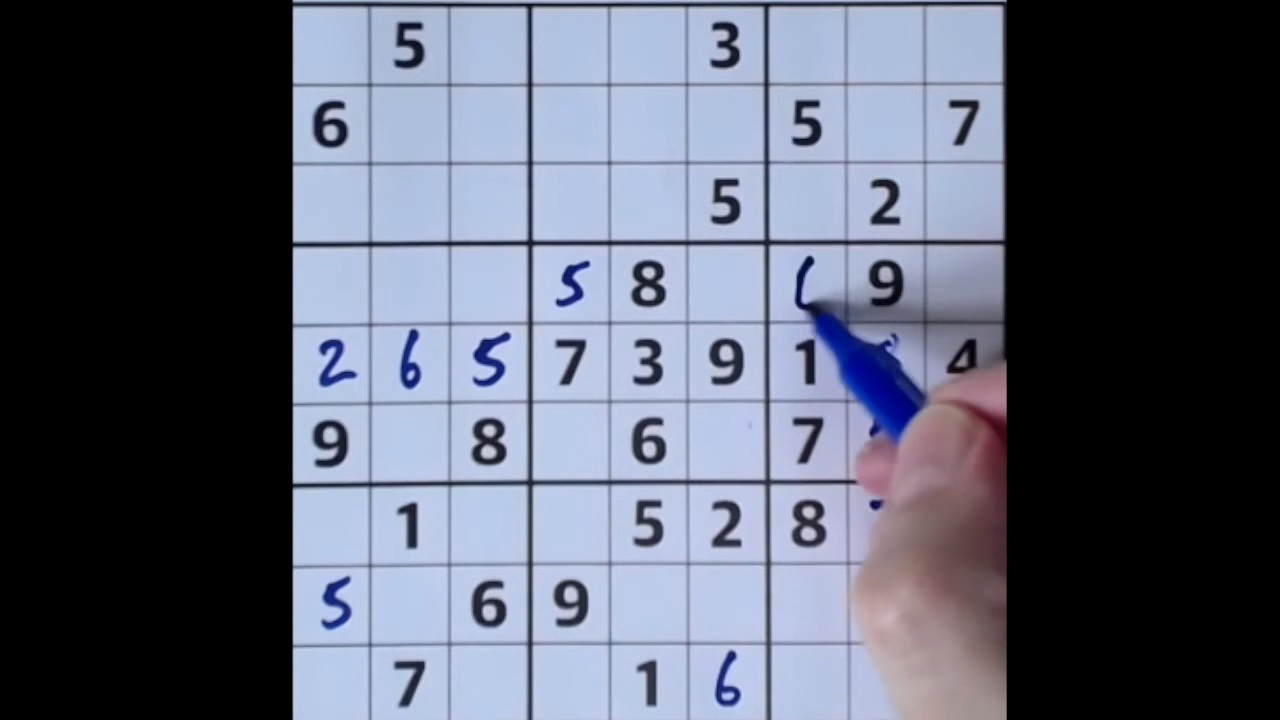 5 3
6 5 7
5 2
5 8 9
2 6 5 7 3 9 1 4
9 8 6 7
1 5 2 8
5 6 9
7 1 6